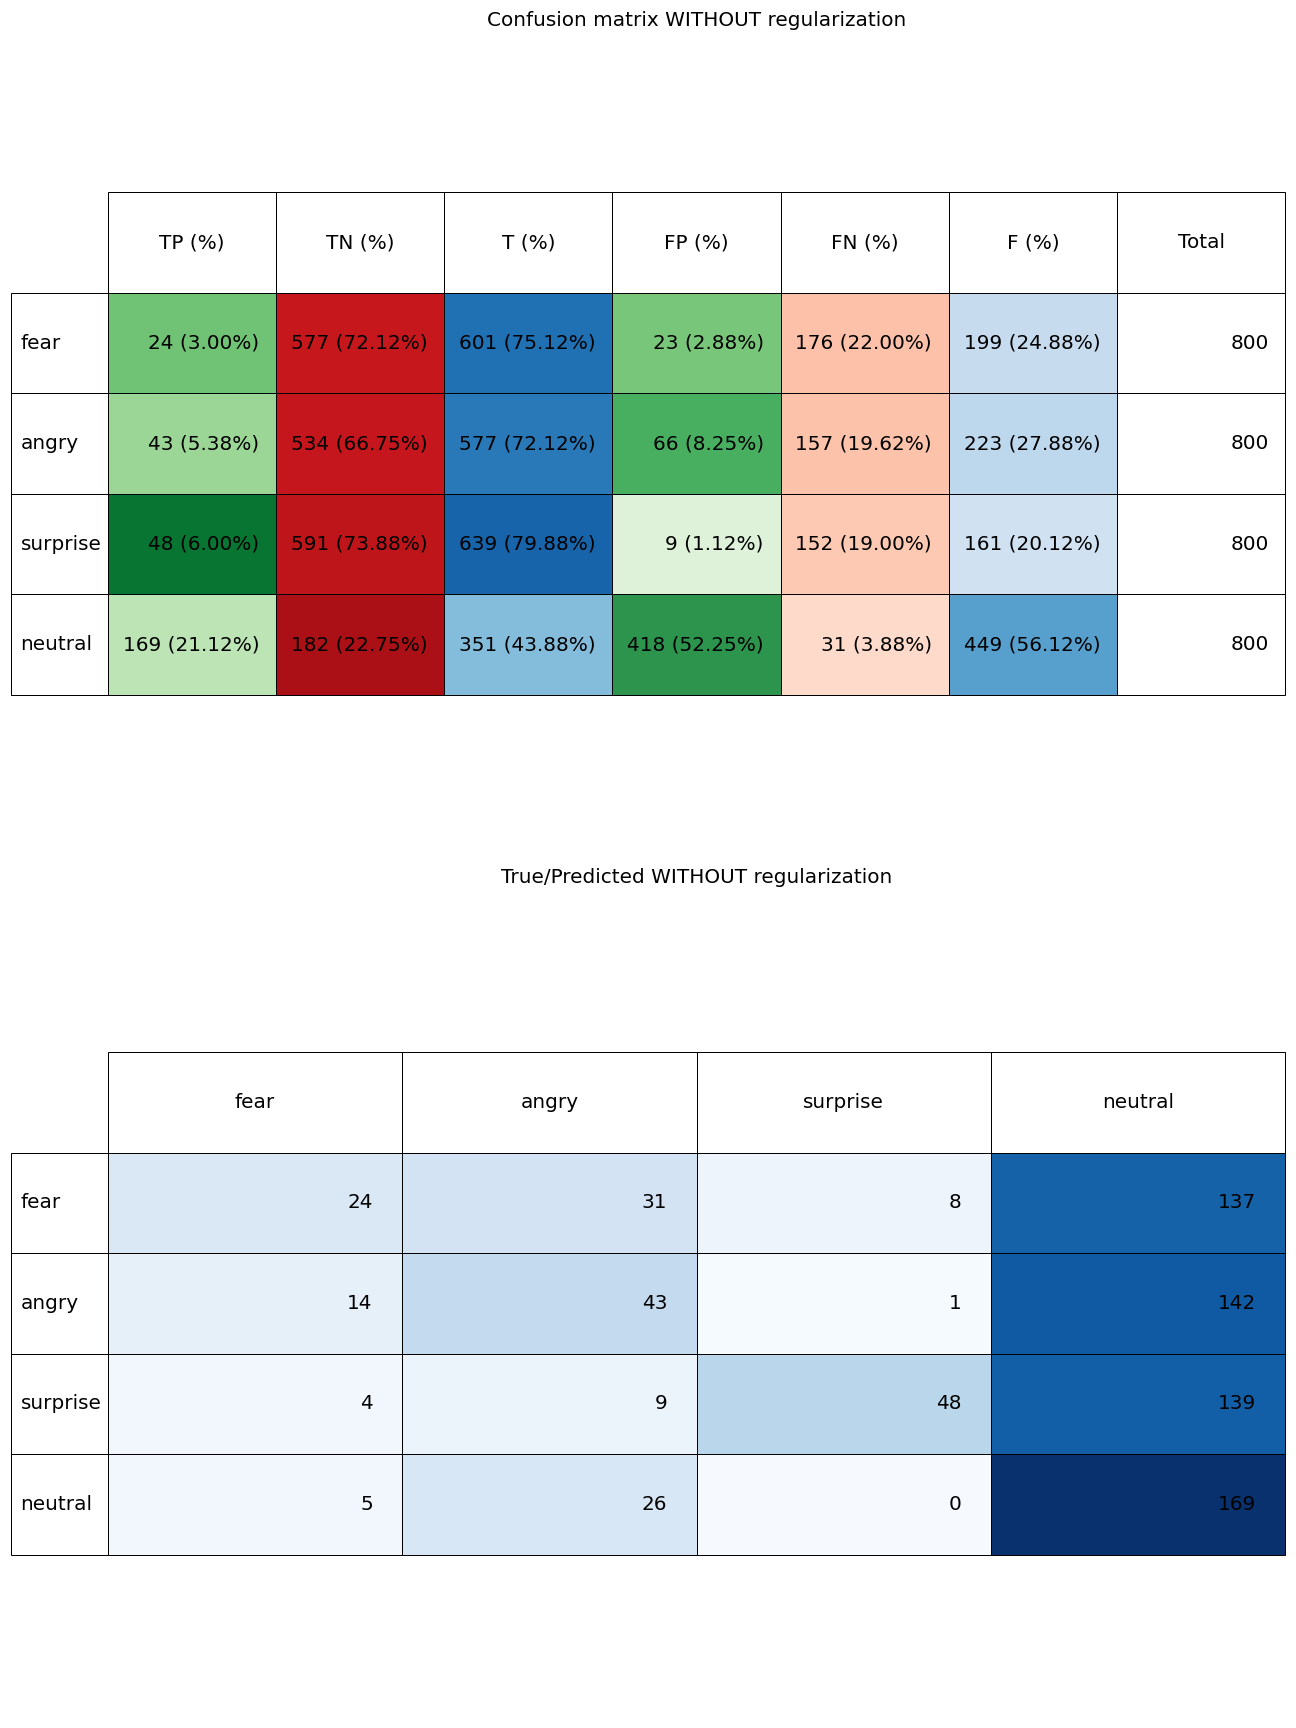 Confusion matrix WITHOUT regularization
TP (%) TN (%) T (%) FP (%) FN (%) F (%) Total
fear 24 (3.00%) 577 (72.12%) 601 (75.12%) 23 (2.88%) 176 (22.00%) 199 (24.88%) 800
angry 43 (5.38%) 534 (66.75%) 577 (72.12%) 66 (8.25%) 157 (19.62%) 223 (27.88%) 800
surprise 48 (6.00%) 591 (73.88%) 639 (79.88%) 9 (1.12%) 152 (19.00%) 161 (20.12%) 800
neutral 169 (21.12%) 182 (22.75%) 351 (43.88%) 418 (52.25%) 31 (3.88%) 449 (56.12%) 800
True/Predicted WITHOUT regularization
fear angry surprise neutral
fear 24 31 8 137
angry 14 43 1 142
surprise 4 9 48 139
neutral 5 26 0 169